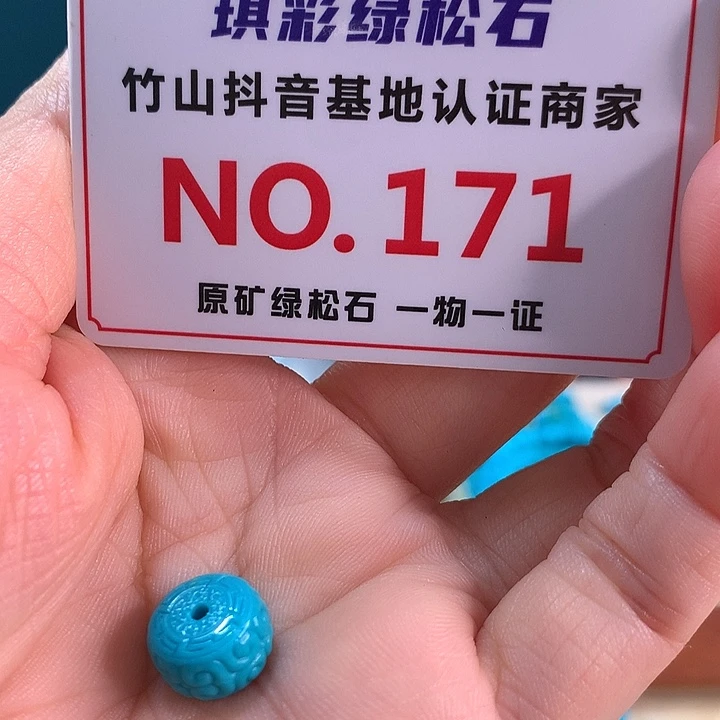 琪彩绿松石
竹山抖音基地认证商家
NO.171
原矿绿松石 一物一证